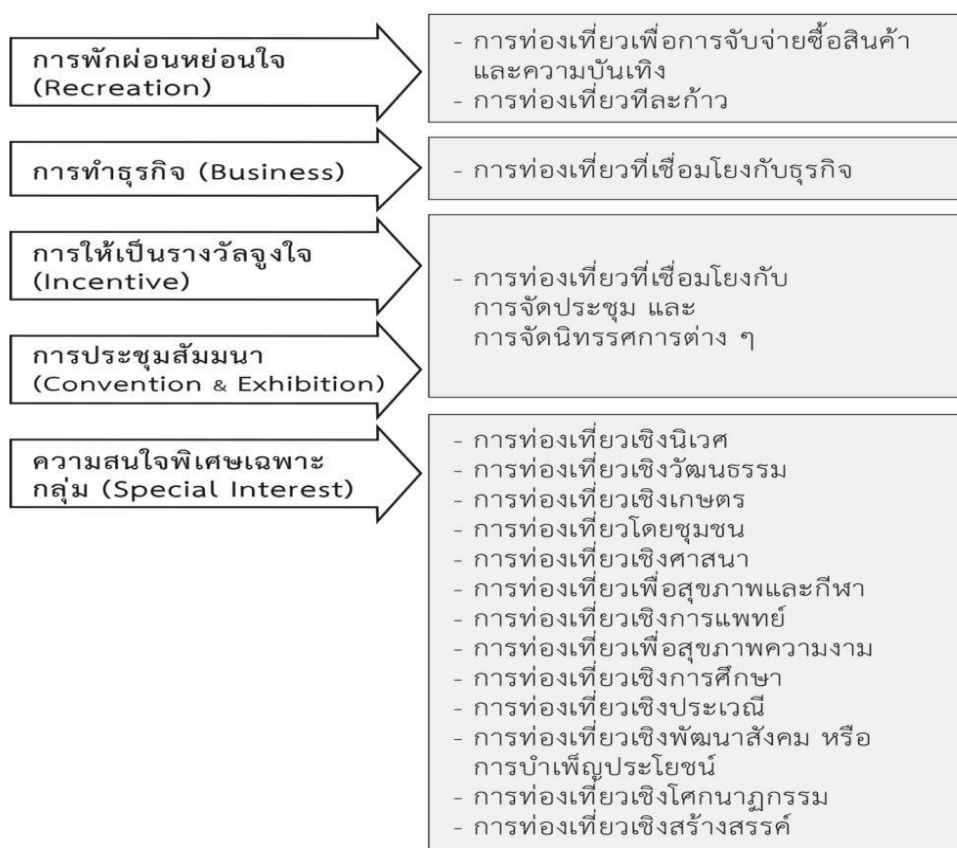 การพักผ่อนหย่อนใจ
(Recreation)
- การท่องเที่ยวเพื่อการจับจ่ายซื้อสินค้า
และความบันเทิง
- การท่องเที่ยวทีละก้าว
การทำธุรกิจ (Business)
- การท่องเที่ยวที่เชื่อมโยงกับธุรกิจ
การให้เป็นรางวัลจูงใจ
(Incentive)
การประชุมสัมมนา
(Convention & Exhibition)
- การท่องเที่ยวที่เชื่อมโยงกับ
การจัดประชุม และ
การจัดนิทรรศการต่าง ๆ
ความสนใจพิเศษเฉพาะ
กลุ่ม (Special Interest)
- การท่องเที่ยวเชิงนิเวศ
- การท่องเที่ยวเชิงวัฒนธรรม
- การท่องเที่ยวเชิงเกษตร
- การท่องเที่ยวโดยชุมชน
- การท่องเที่ยวเชิงศาสนา
- การท่องเที่ยวเพื่อสุขภาพและกีฬา
- การท่องเที่ยวเชิงการแพทย์
- การท่องเที่ยวเพื่อสุขภาพความงาม
- การท่องเที่ยวเชิงการศึกษา
- การท่องเที่ยวเชิงประเวณี
- การท่องเที่ยวเชิงพัฒนาสังคม หรือ
การบำเพ็ญประโยชน์
- การท่องเที่ยวเชิงโศกนาฏกรรม
- การท่องเที่ยวเชิงสร้างสรรค์